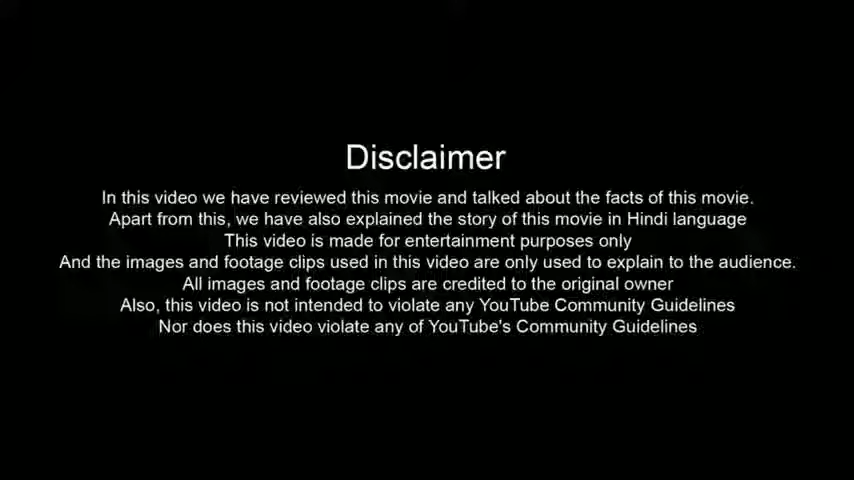 Disclaimer
In this video we have reviewed this movie and talked about the facts of this movie.
Apart from this, we have also explained the story of this movie in Hindi language
This video is made for entertainment purposes only
And the images and footage clips used in this video are only used to explain to the audience.
All images and footage clips are credited to the original owner
Also, this video is not intended to violate any YouTube Community Guidelines
Nor does this video violate any of YouTube's Community Guidelines